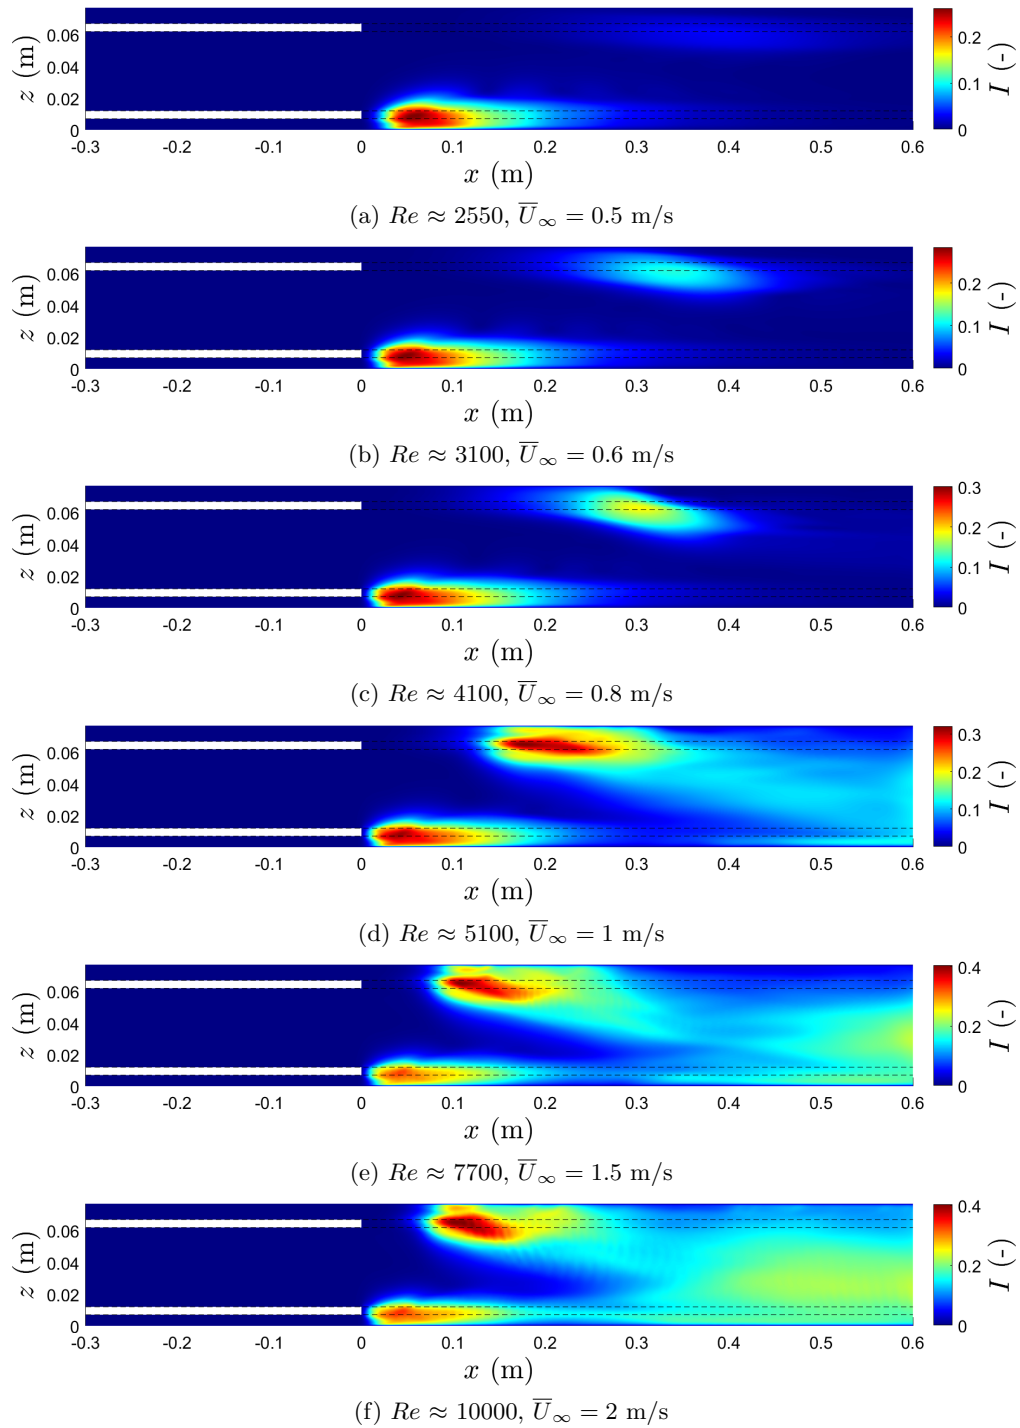 0.06
0.04
0.02
0
z (m)
-0.3 -0.2 -0.1 0 0.1 0.2 0.3 0.4 0.5 0.6
x (m)
0.2
0.1
0
I (-)
(a) Re ≈ 2550, U̅∞ = 0.5 m/s
0.06
0.04
0.02
0
z (m)
-0.3 -0.2 -0.1 0 0.1 0.2 0.3 0.4 0.5 0.6
x (m)
0.2
0.1
0
I (-)
(b) Re ≈ 3100, U̅∞ = 0.6 m/s
0.06
0.04
0.02
0
z (m)
-0.3 -0.2 -0.1 0 0.1 0.2 0.3 0.4 0.5 0.6
x (m)
0.3
0.2
0.1
0
I (-)
(c) Re ≈ 4100, U̅∞ = 0.8 m/s
0.06
0.04
0.02
0
z (m)
-0.3 -0.2 -0.1 0 0.1 0.2 0.3 0.4 0.5 0.6
x (m)
0.3
0.2
0.1
0
I (-)
(d) Re ≈ 5100, U̅∞ = 1 m/s
0.06
0.04
0.02
0
z (m)
-0.3 -0.2 -0.1 0 0.1 0.2 0.3 0.4 0.5 0.6
x (m)
0.4
0.2
0
I (-)
(e) Re ≈ 7700, U̅∞ = 1.5 m/s
0.06
0.04
0.02
0
z (m)
-0.3 -0.2 -0.1 0 0.1 0.2 0.3 0.4 0.5 0.6
x (m)
0.4
0.2
0
I (-)
(f) Re ≈ 10000, U̅∞ = 2 m/s